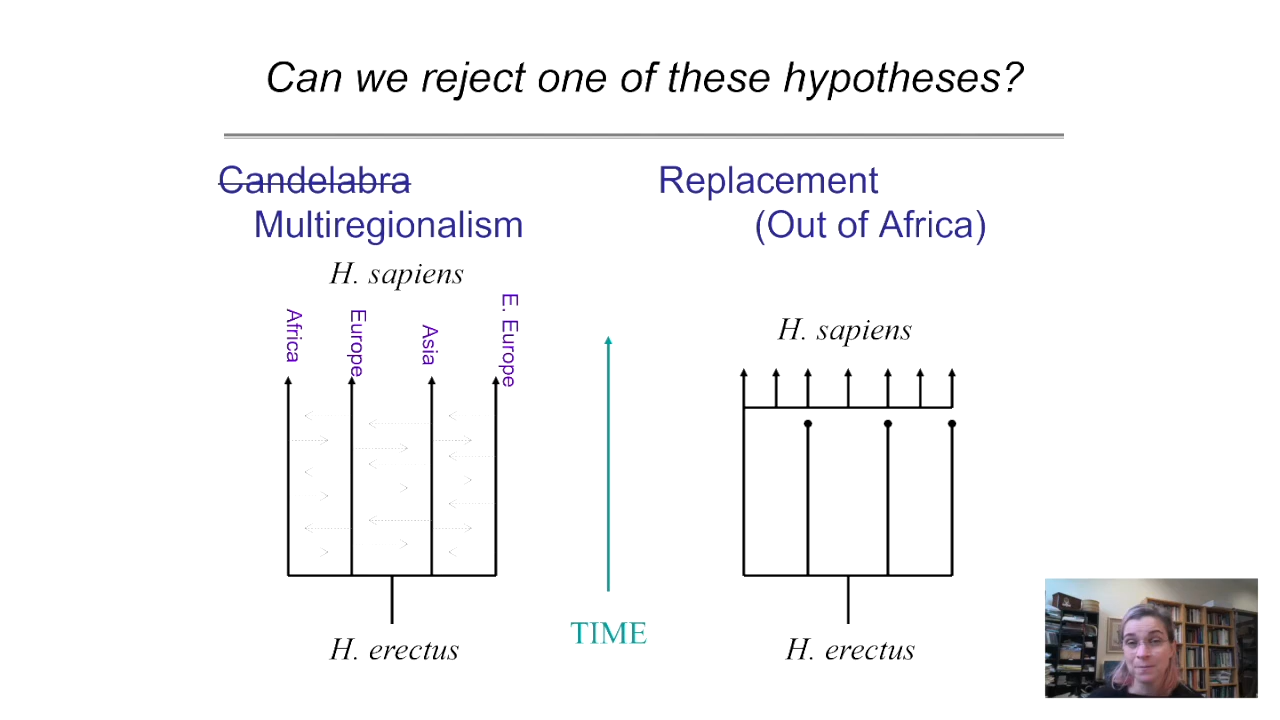 Can we reject one of these hypotheses?
Candelabra
Multiregionalism
H. sapiens
Africa
Europe
Asia
E. Europe
H. erectus
TIME
Replacement
(Out of Africa)
H. sapiens
H. erectus